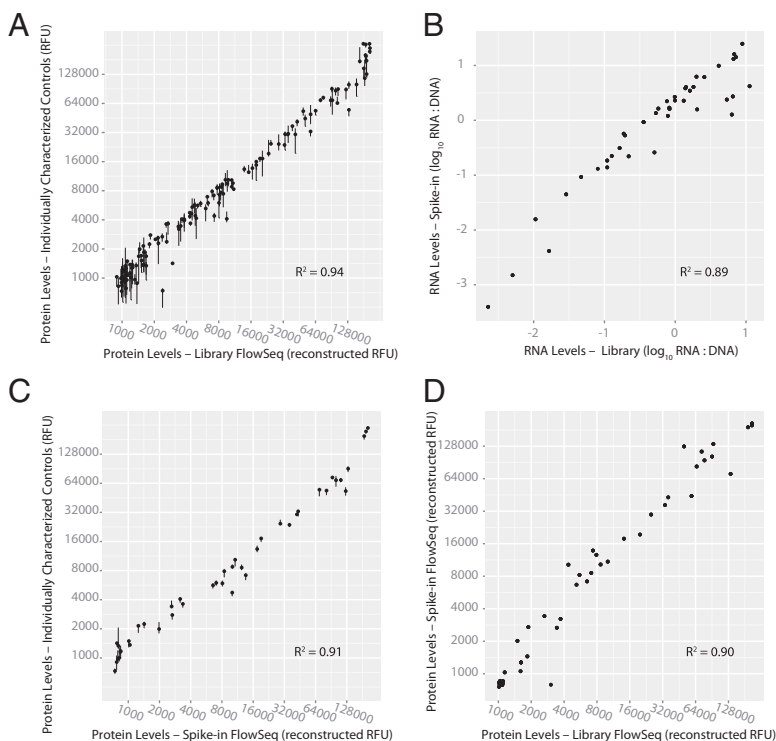 A
Protein Levels – Individually Characterized Controls (RFU)
128000
64000
32000
16000
8000
4000
2000
1000
R² = 0.94
1000 2000 4000 8000 16000 32000 64000 128000
Protein Levels – Library FlowSeq (reconstructed RFU)
B
RNA Levels – Spike-in (log₁₀ RNA : DNA)
1
0
-1
-2
-3
R² = 0.89
-2 -1 0 1
RNA Levels – Library (log₁₀ RNA : DNA)
C
Protein Levels – Individually Characterized Controls (RFU)
128000
64000
32000
16000
8000
4000
2000
1000
R² = 0.91
1000 2000 4000 8000 16000 32000 64000 128000
Protein Levels – Spike-in FlowSeq (reconstructed RFU)
D
Protein Levels – Spike-in FlowSeq (reconstructed RFU)
128000
64000
32000
16000
8000
4000
2000
1000
R² = 0.90
1000 2000 4000 8000 16000 32000 64000 128000
Protein Levels – Library FlowSeq (reconstructed RFU)